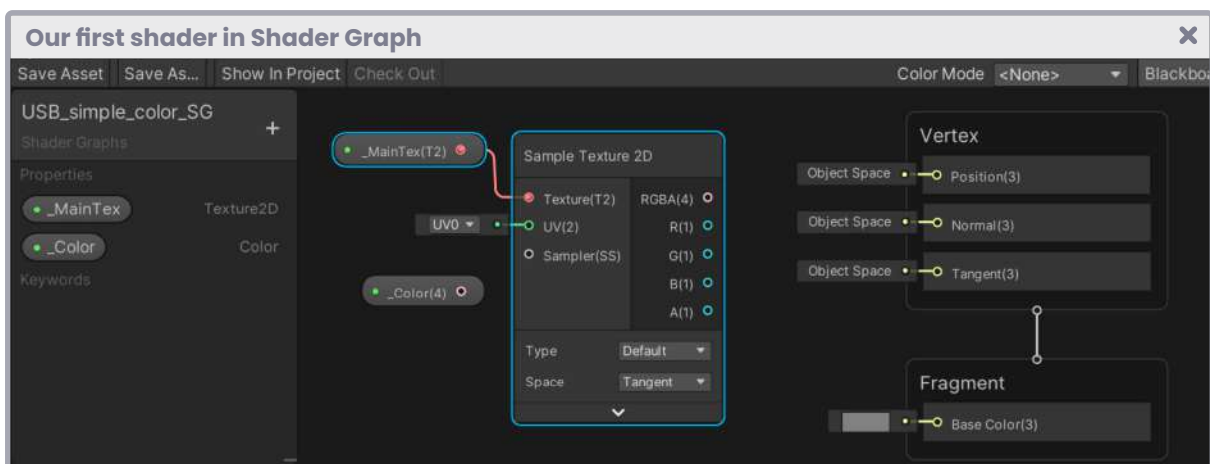 Our first shader in Shader Graph
Save Asset Save As... Show In Project Check Out Color Mode <None> Blackboa
USB_simple_color_SG
Shader Graphs
Properties
_MainTex Texture2D
_Color Color
Keywords
_MainTex(T2)
_Color(4)
Sample Texture 2D
Texture(T2) RGBA(4)
UV0 UV(2) R(1)
Sampler(SS) G(1)
B(1)
A(1)
Type Default
Space Tangent
Vertex
Object Space Position(3)
Object Space Normal(3)
Object Space Tangent(3)
Fragment
Base Color(3)